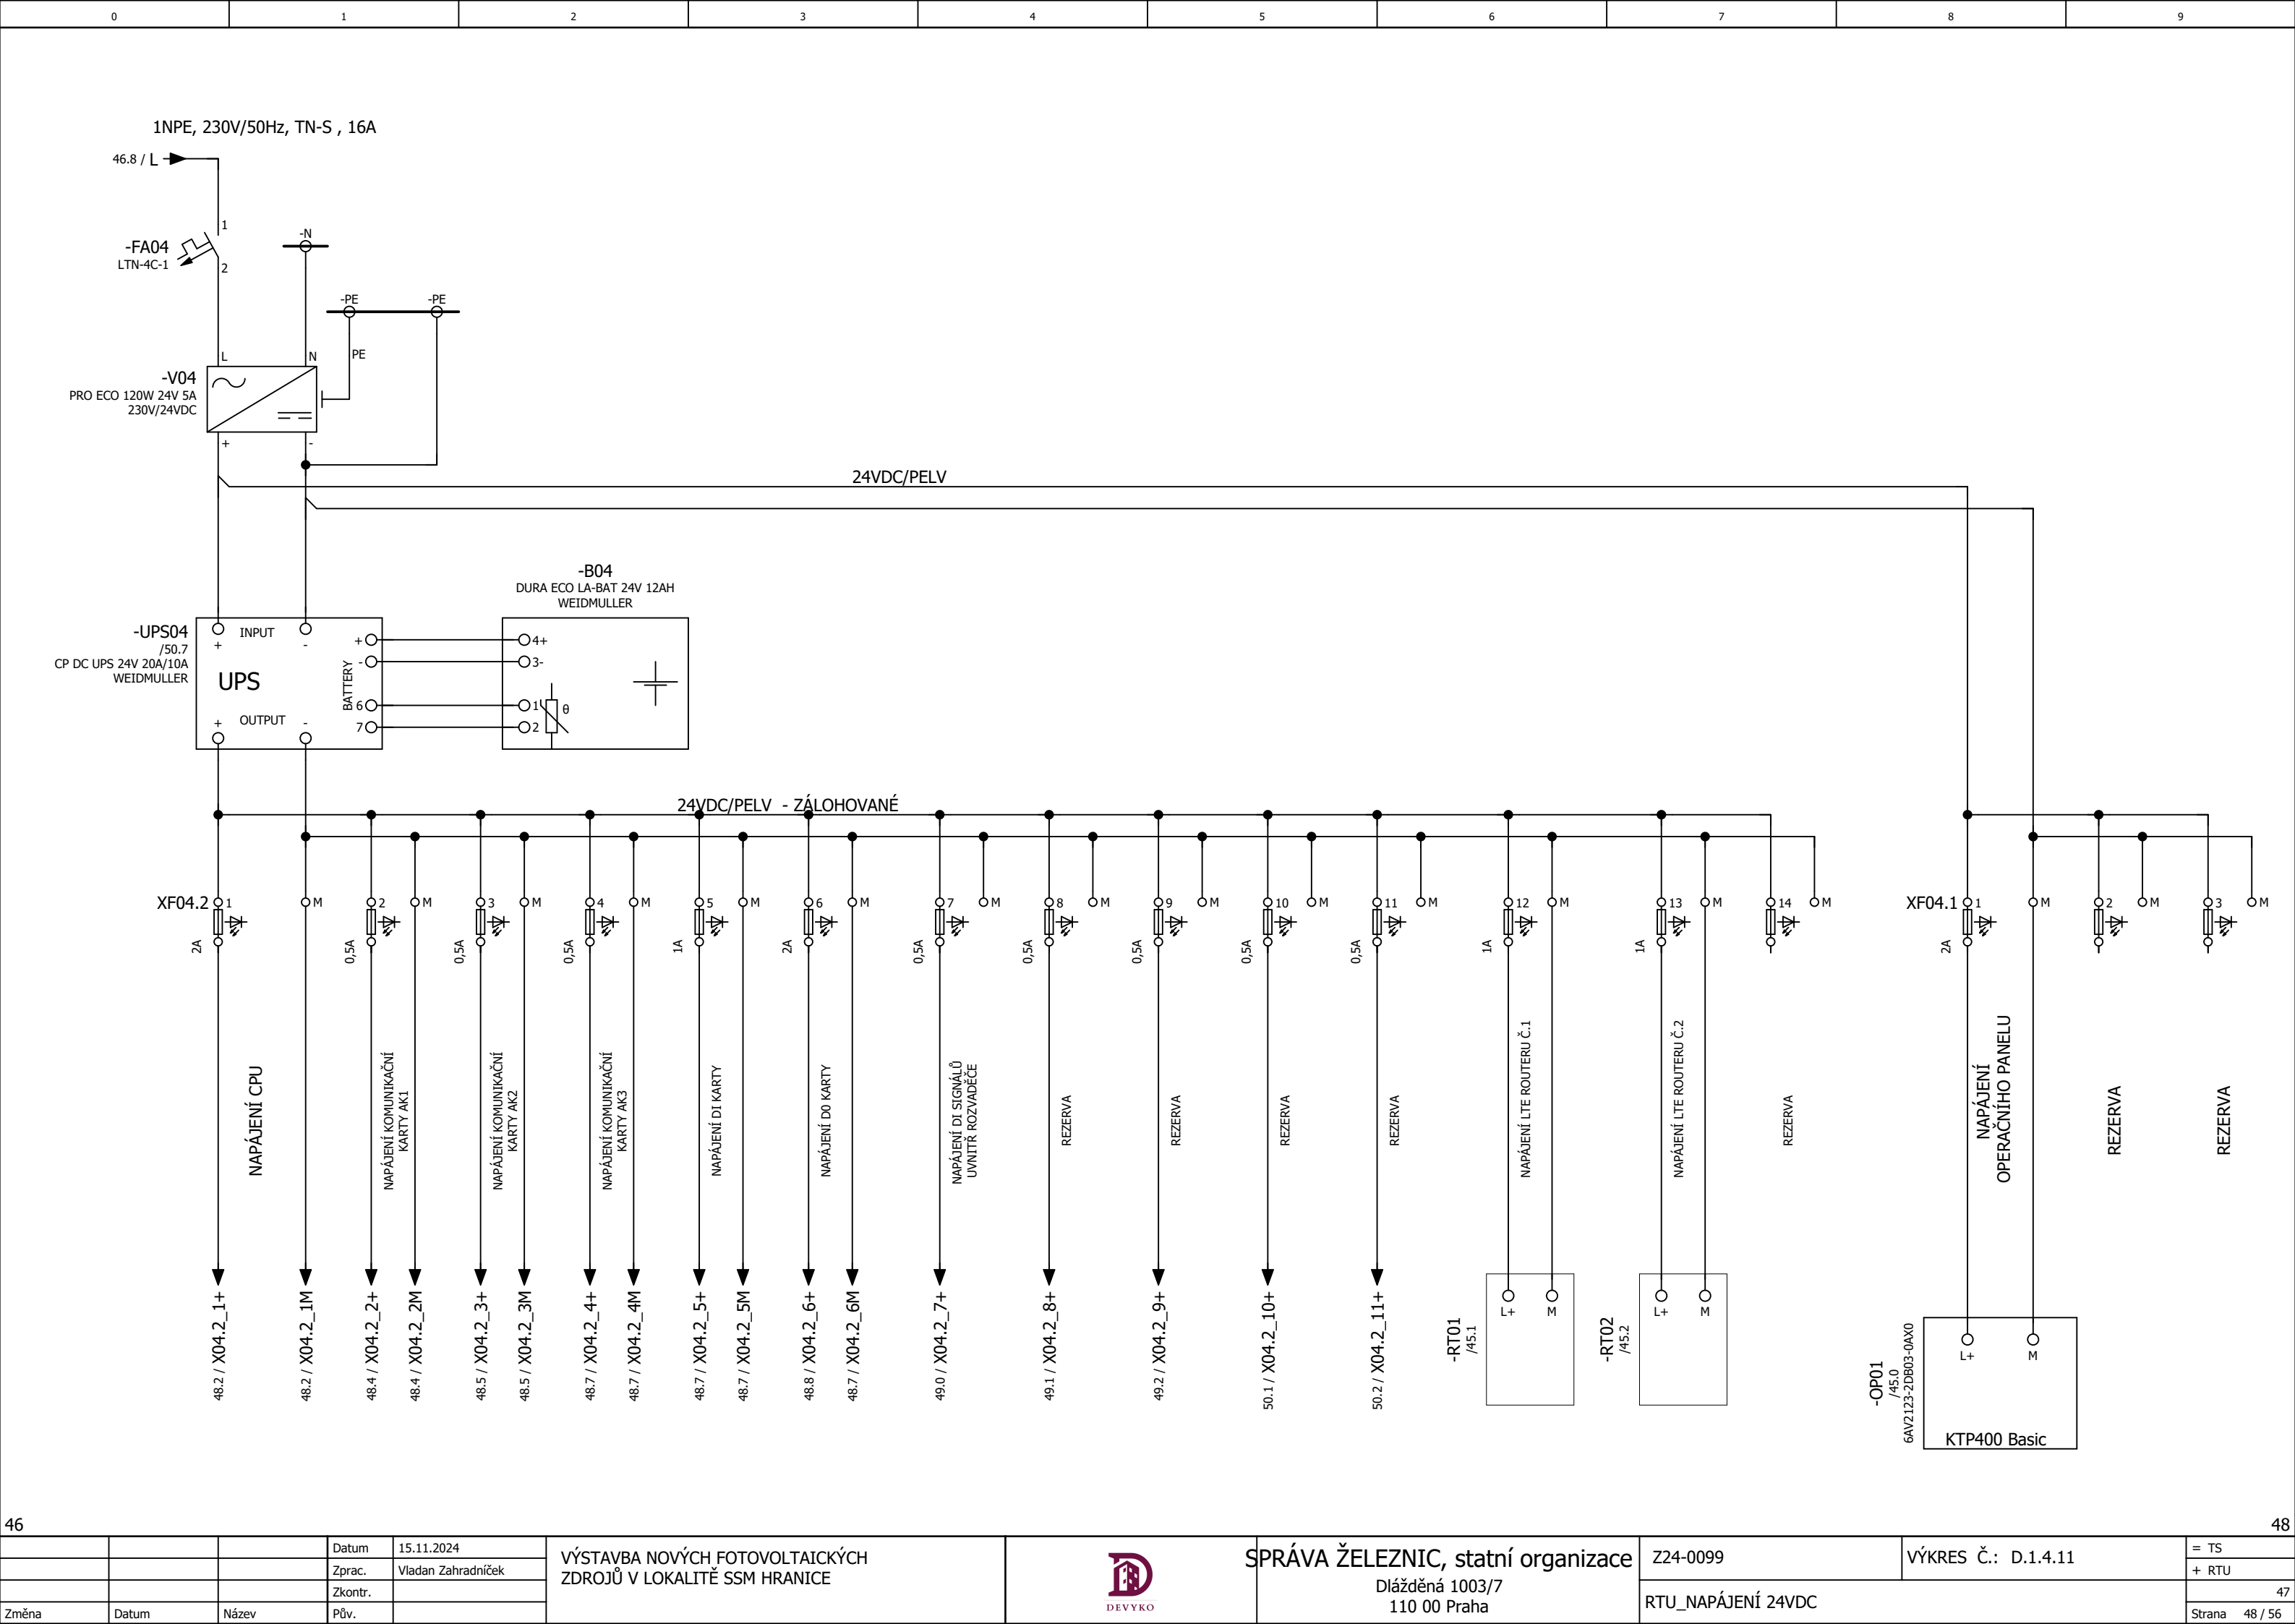 0 1 2 3 4 5 6 7 8 9
1NPE, 230V/50Hz, TN-S , 16A
46.8 / L
1
-FA04
LTN-4C-1
2
-N
-PE -PE
L N PE
-V04
PRO ECO 120W 24V 5A
230V/24VDC
+ -
24VDC/PELV
-B04
DURA ECO LA-BAT 24V 12AH
WEIDMULLER
-UPS04
/50.7
CP DC UPS 24V 20A/10A
WEIDMULLER
INPUT
+ -
UPS
OUTPUT
+ -
BATTERY
+ 4+
- 3-
6 1
7 2
θ
24VDC/PELV - ZÁLOHOVANÉ
XF04.2 1 M 2 M 3 M 4 M 5 M 6 M 7 M 8 M 9 M 10 M 11 M 12 M 13 M 14 M
XF04.1 1 M 2 M 3 M
2A 0,5A 0,5A 0,5A 1A 2A 0,5A 0,5A 0,5A 0,5A 0,5A 1A 1A 2A
NAPÁJENÍ CPU
NAPÁJENÍ KOMUNIKAČNÍ
KARTY AK1
NAPÁJENÍ KOMUNIKAČNÍ
KARTY AK2
NAPÁJENÍ KOMUNIKAČNÍ
KARTY AK3
NAPÁJENÍ DI KARTY
NAPÁJENÍ D0 KARTY
NAPÁJENÍ DI SIGNÁLŮ
UVNITŘ ROZVADĚČE
REZERVA
REZERVA
REZERVA
REZERVA
NAPÁJENÍ LTE ROUTERU Č.1
NAPÁJENÍ LTE ROUTERU Č.2
REZERVA
NAPÁJENÍ
OPERAČNÍHO PANELU
REZERVA
REZERVA
48.2 / X04.2_1+
48.2 / X04.2_1M
48.4 / X04.2_2+
48.4 / X04.2_2M
48.5 / X04.2_3+
48.5 / X04.2_3M
48.7 / X04.2_4+
48.7 / X04.2_4M
48.7 / X04.2_5+
48.7 / X04.2_5M
48.8 / X04.2_6+
48.7 / X04.2_6M
49.0 / X04.2_7+
49.1 / X04.2_8+
49.2 / X04.2_9+
50.1 / X04.2_10+
50.2 / X04.2_11+
-RT01
/45.1
L+ M
-RT02
/45.2
L+ M
-OP01
/45.0
6AV2123-2DB03-0AX0
L+ M
KTP400 Basic
46
48
Datum 15.11.2024
Zprac. Vladan Zahradníček
Zkontr.
Změna Datum Název Pův.
VÝSTAVBA NOVÝCH FOTOVOLTAICKÝCH
ZDROJŮ V LOKALITĚ SSM HRANICE
DEVYKO
SPRÁVA ŽELEZNIC, statní organizace
Dlážděná 1003/7
110 00 Praha
Z24-0099
VÝKRES Č.: D.1.4.11
RTU_NAPÁJENÍ 24VDC
= TS
+ RTU
47
Strana 48 / 56